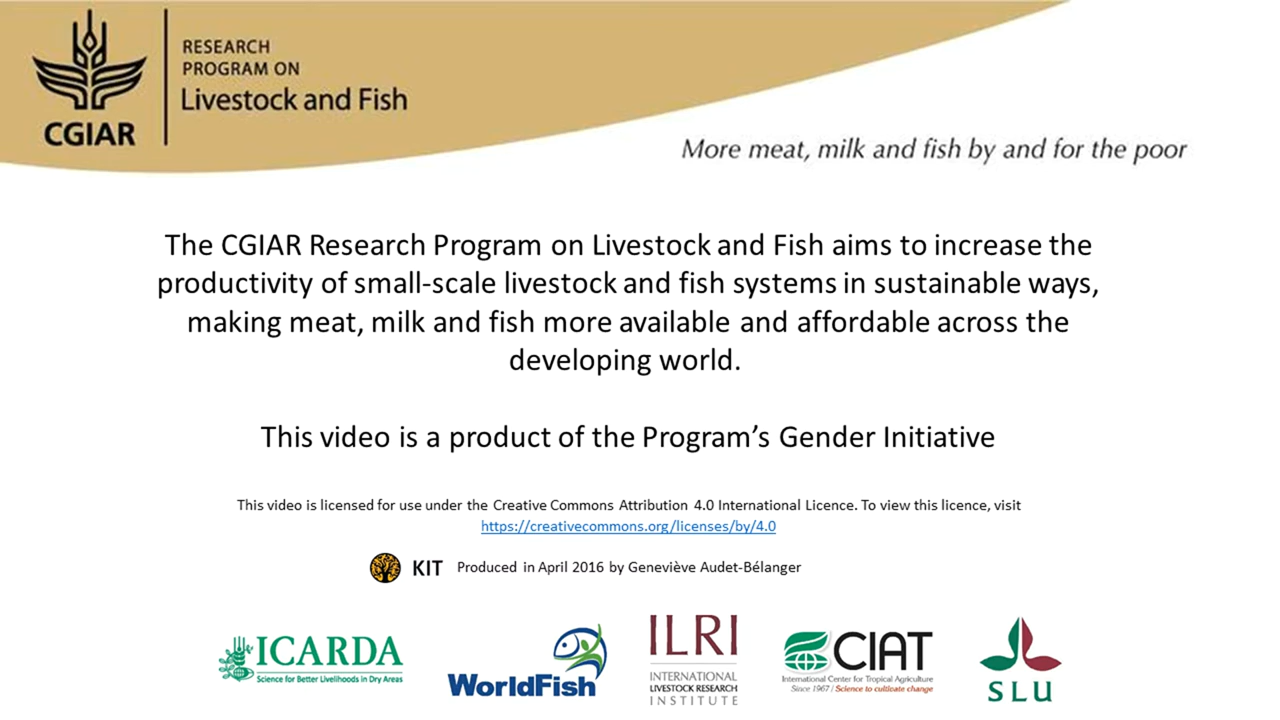 RESEARCH
PROGRAM ON
Livestock and Fish
CGIAR
More meat, milk and fish by and for the poor
The CGIAR Research Program on Livestock and Fish aims to increase the
productivity of small-scale livestock and fish systems in sustainable ways,
making meat, milk and fish more available and affordable across the
developing world.
This video is a product of the Program’s Gender Initiative
This video is licensed for use under the Creative Commons Attribution 4.0 International Licence. To view this licence, visit
https://creativecommons.org/licenses/by/4.0
KIT Produced in April 2016 by Geneviève Audet-Bélanger
ICARDA
Science for Better Livelihoods in Dry Areas
WorldFish
ILRI
INTERNATIONAL
LIVESTOCK RESEARCH
INSTITUTE
CIAT
International Center for Tropical Agriculture
Since 1967 / Science to cultivate change
SLU